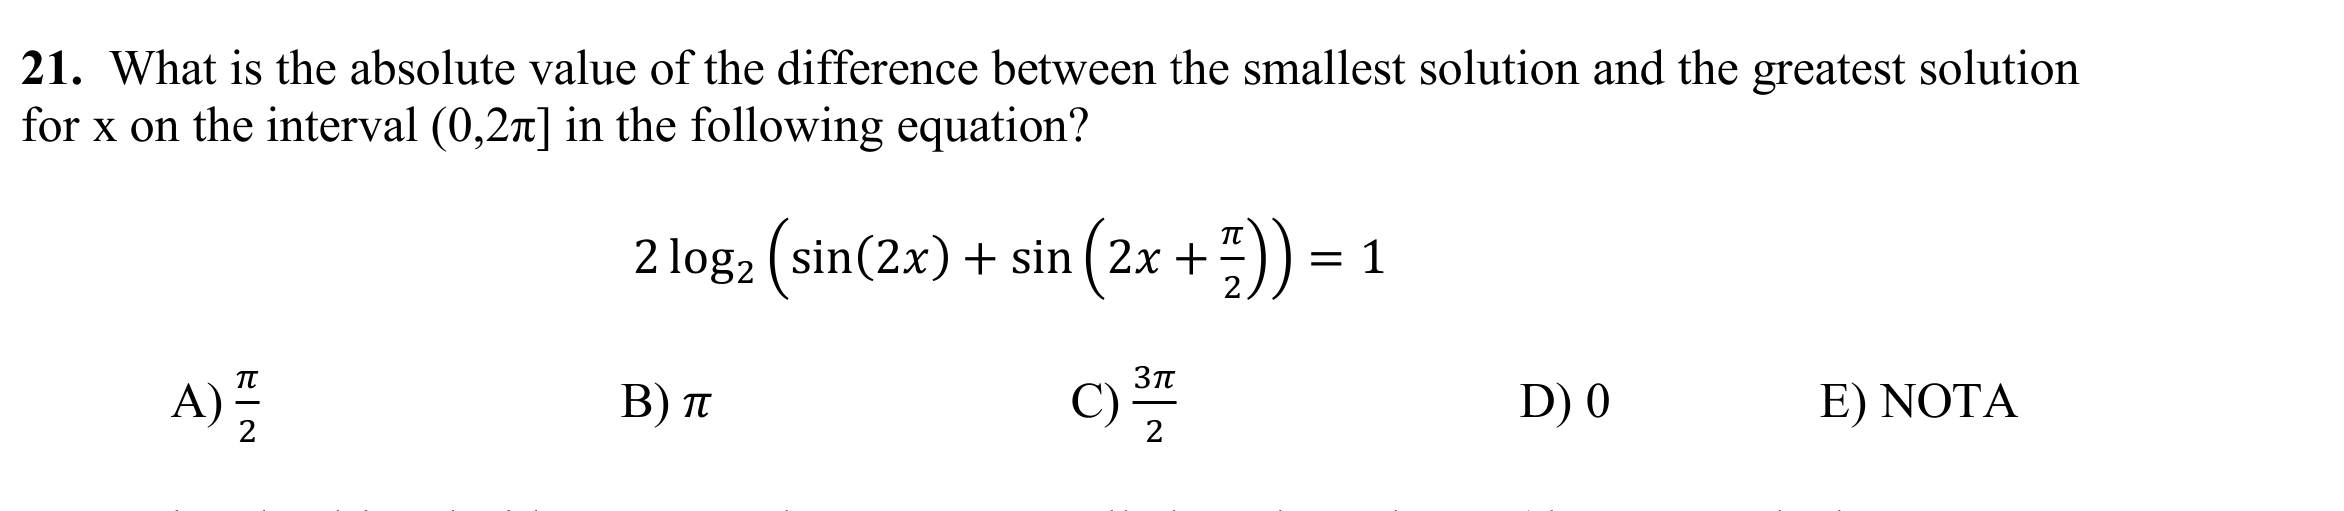 21. What is the absolute value of the difference between the smallest solution and the greatest solution
for x on the interval (0,2π] in the following equation?
2 log₂ (sin(2x) + sin (2x + π/2)) = 1
A) π/2 B) π C) 3π/2 D) 0 E) NOTA